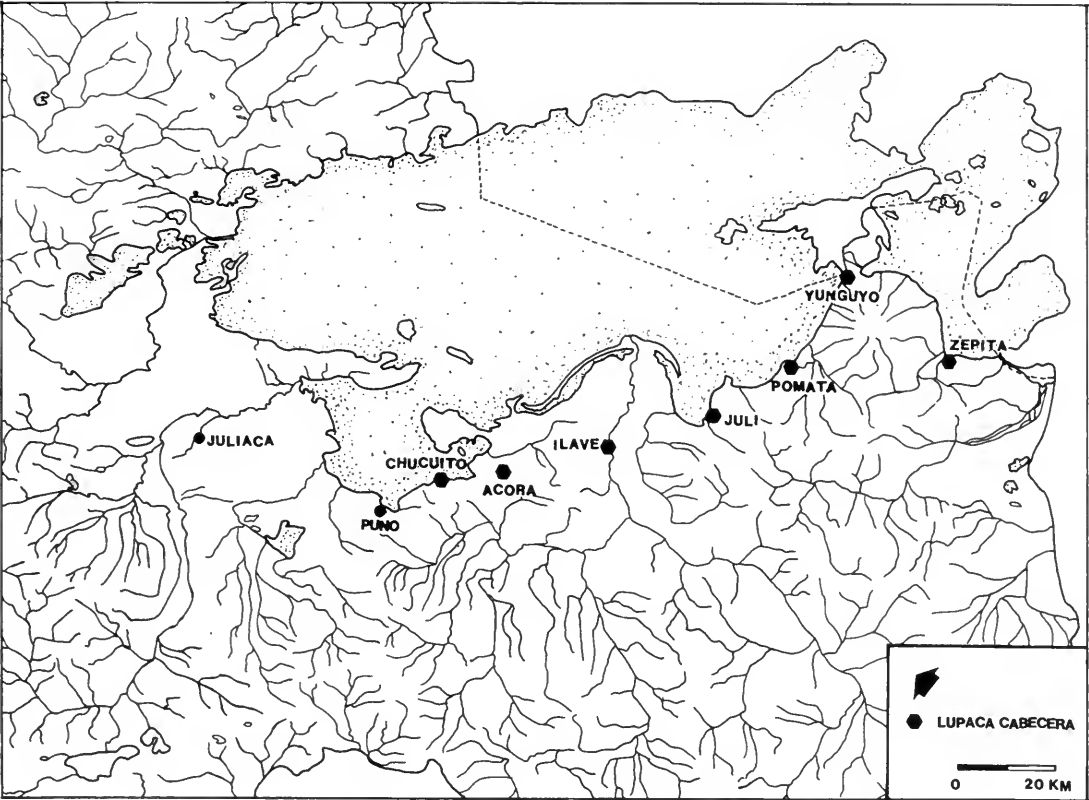 YUNGUYO
ZEPITA
POMATA
JULI
JULIACA
ILAVE
CHUCUITO
ACORA
PUNO
LUPACA CABECERA
0 20 KM